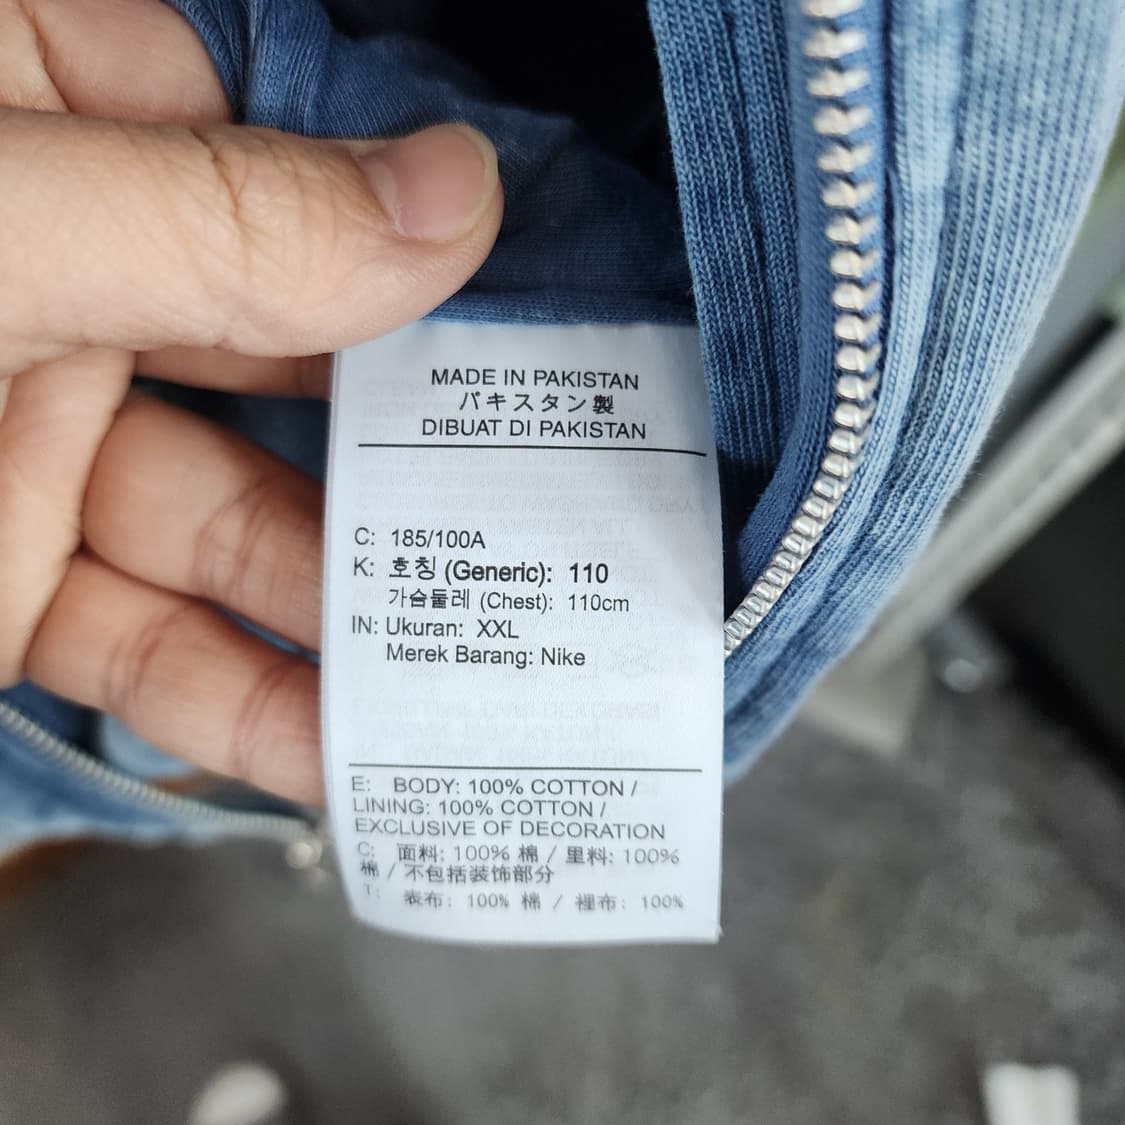 MADE IN PAKISTAN
パキスタン製
DIBUAT DI PAKISTAN
C: 185/100A
K: 호칭 (Generic): 110
가슴둘레 (Chest): 110cm
IN: Ukuran: XXL
Merek Barang: Nike
E: BODY: 100% COTTON /
LINING: 100% COTTON /
EXCLUSIVE OF DECORATION
C: 面料: 100% 棉 / 里料: 100%
棉 / 不包括装饰部分
T: 表布: 100% 棉 / 裡布: 100%